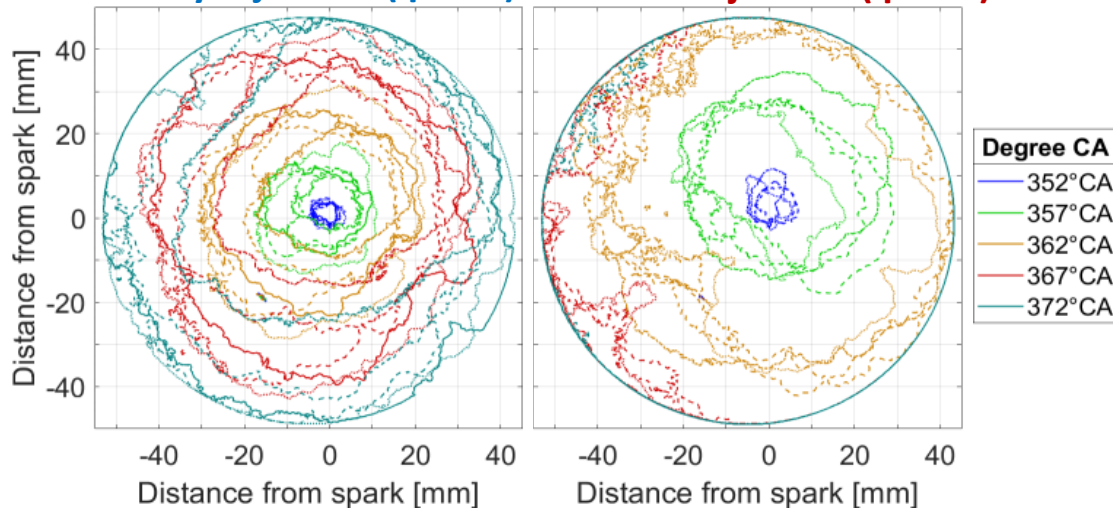 40
20
0
-20
-40
-40 -20 0 20 40
-40 -20 0 20 40
Distance from spark [mm]
Distance from spark [mm]
Distance from spark [mm]
Degree CA
352°CA
357°CA
362°CA
367°CA
372°CA